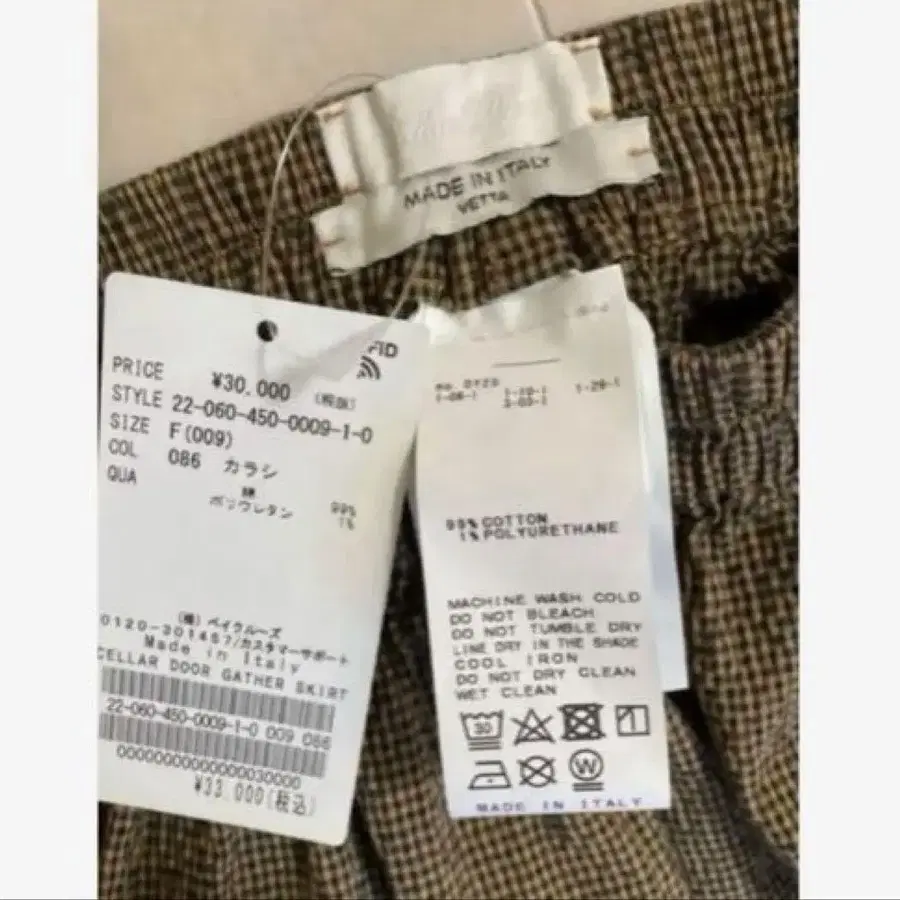 MADE IN ITALY
VETTA
PRICE ¥30.000 (税抜)
STYLE 22-060-450-0009-1-0
SIZE F(009)
COL 086 カラシ
QUA 綿 99%
ポリウレタン 1%
(株)ベイクルーズ
0120-301457/カスタマーサポート
Made in Italy
CELLAR DOOR GATHER SKIRT
22-060-450-0009-1-0 009 086
¥33.000(税込)
99% COTTON
1% POLYURETHANE
MACHINE WASH COLD
DO NOT BLEACH
DO NOT TUMBLE DRY
LINE DRY IN THE SHADE
COOL IRON
DO NOT DRY CLEAN
WET CLEAN
30
W
MADE IN ITALY